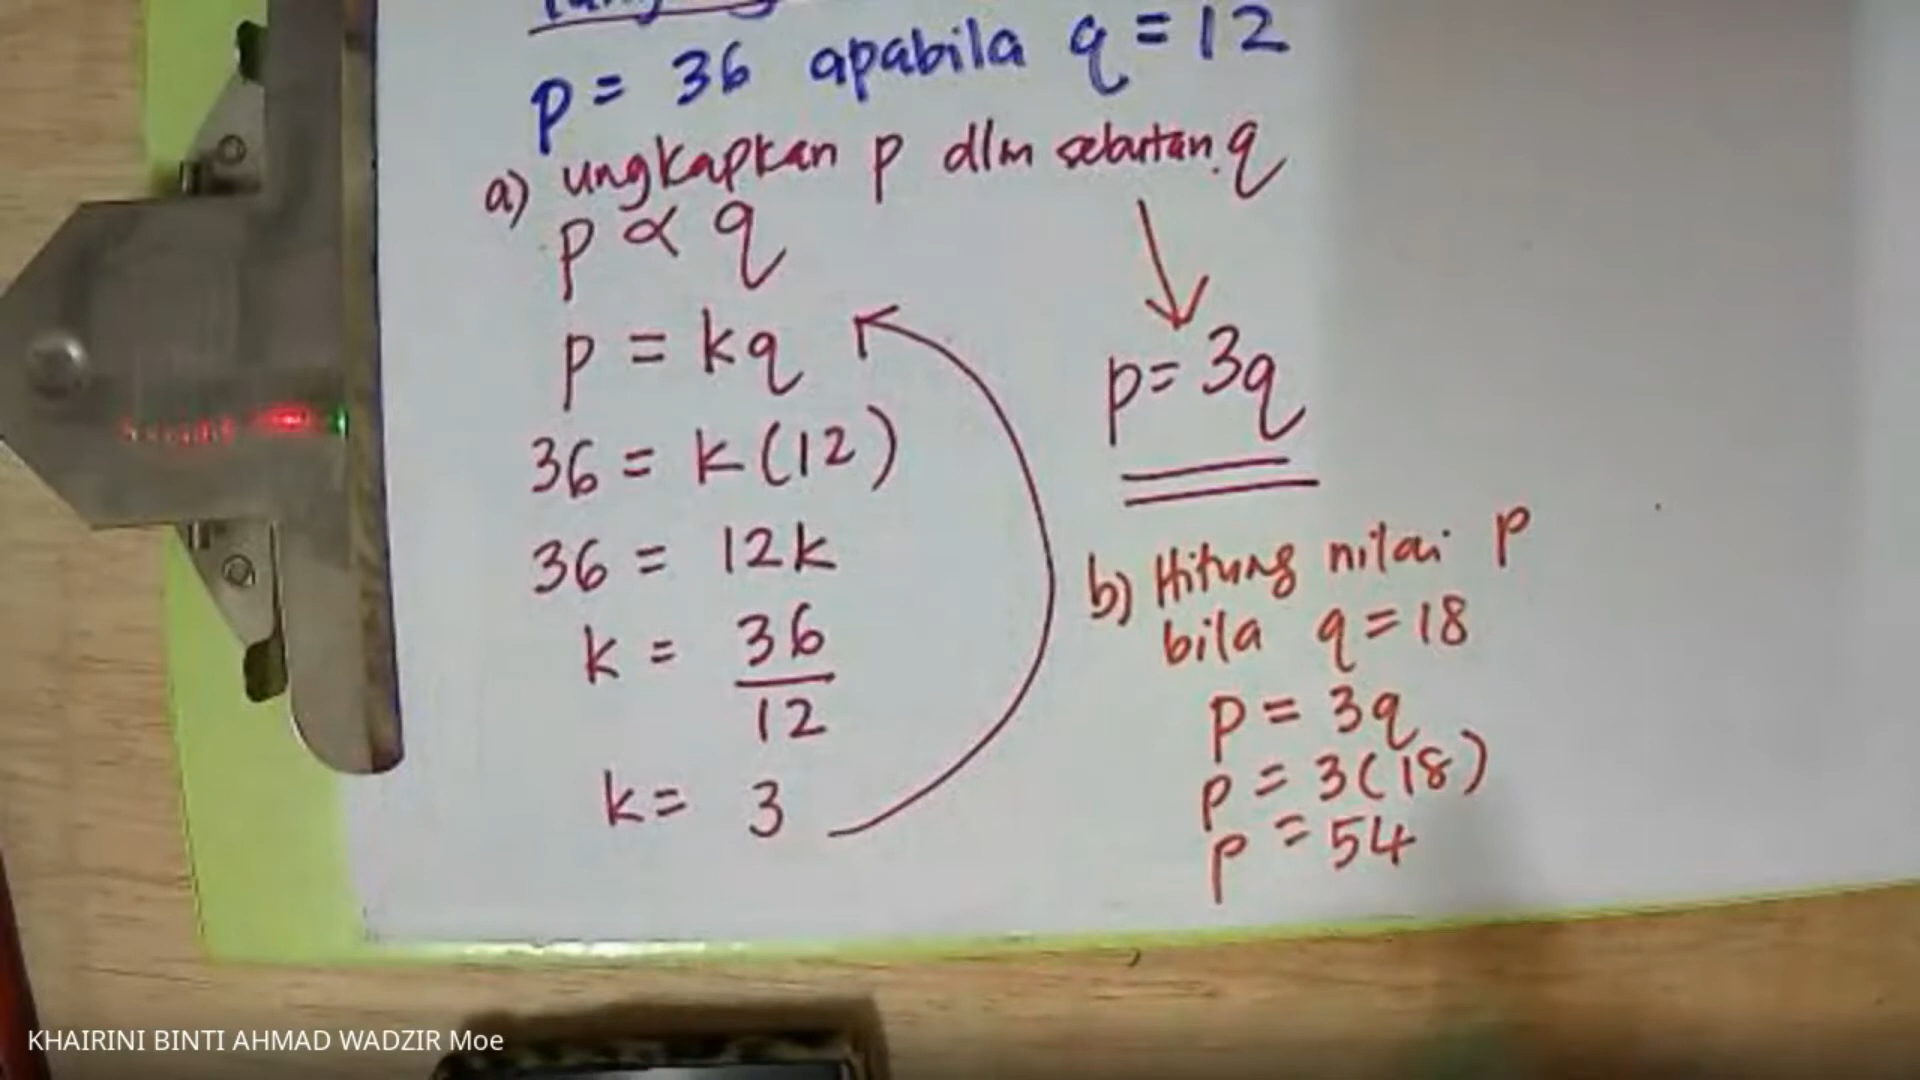 p = 36 apabila q = 12
a) ungkapkan p dlm sebutan q
p ∝ q
p = kq
36 = k(12)
36 = 12k
k = 36
12
k = 3
p = 3q
b) Hitung nilai p
bila q = 18
p = 3q
p = 3(18)
p = 54
KHAIRINI BINTI AHMAD WADZIR Moe